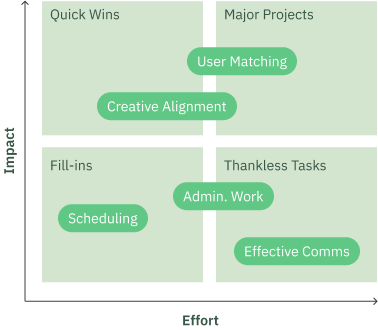 Quick Wins
Major Projects
User Matching
Creative Alignment
Fill-ins
Thankless Tasks
Admin. Work
Scheduling
Effective Comms
Impact
Effort